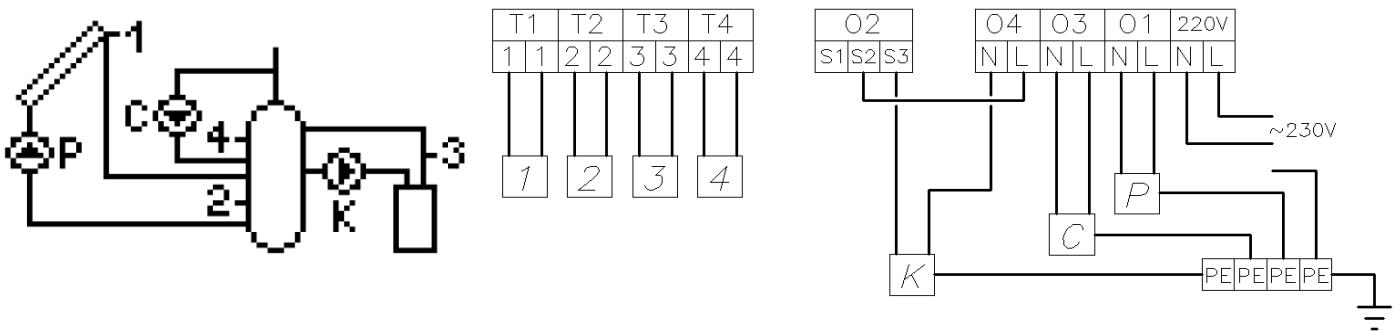 1
C
4
P
3
2
K
T1 T2 T3 T4
1 1 2 2 3 3 4 4
1 2 3 4
O2 O4 O3 O1 220V
S1 S2 S3 N L N L N L N L
~230V
P
C
K
PE PE PE PE